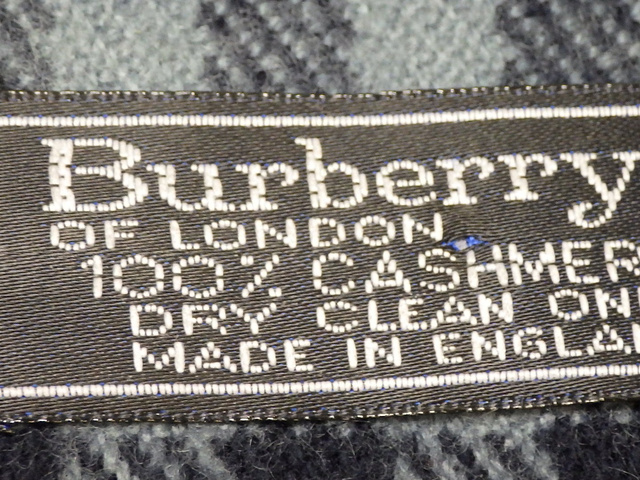 Burberry
OF LONDON
100% CASHMER
DRY CLEAN ON
MADE IN ENGLA